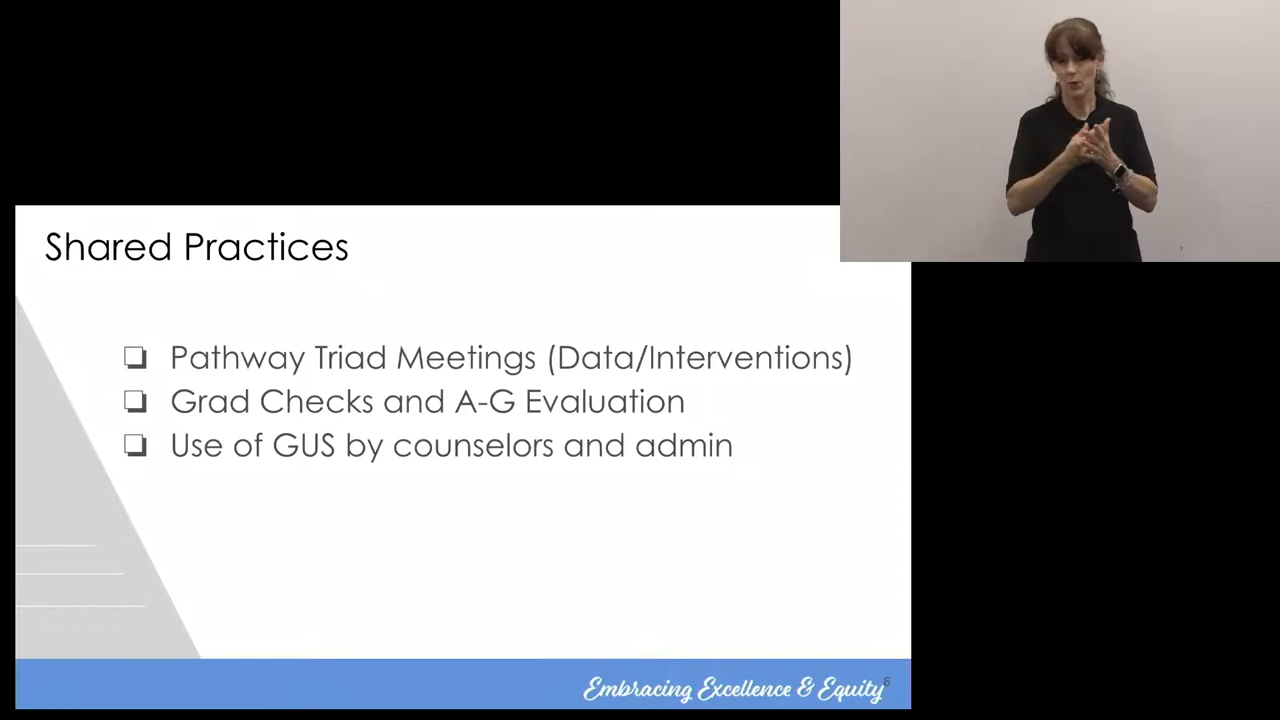 Shared Practices
❏ Pathway Triad Meetings (Data/Interventions)
❏ Grad Checks and A-G Evaluation
❏ Use of GUS by counselors and admin
Embracing Excellence & Equity
6